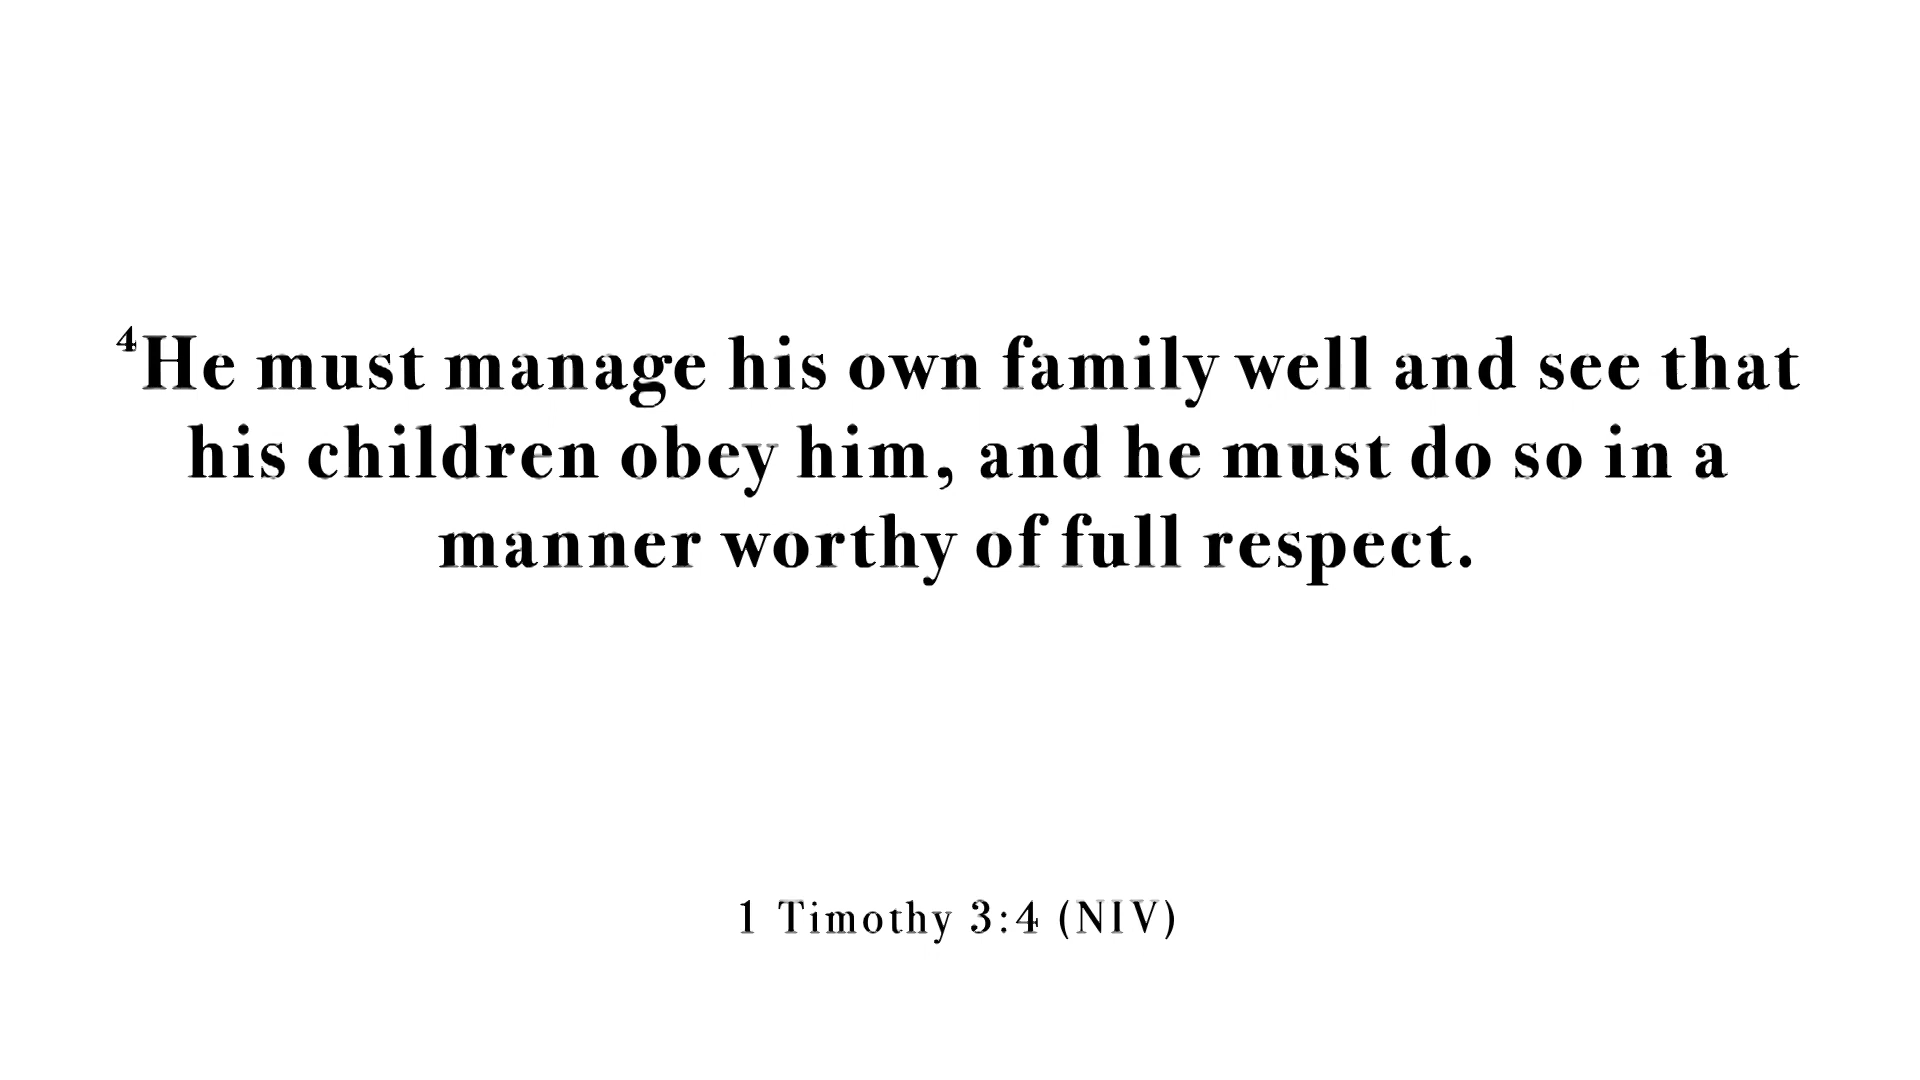 ⁴He must manage his own family well and see that
his children obey him, and he must do so in a
manner worthy of full respect.
1 Timothy 3:4 (NIV)